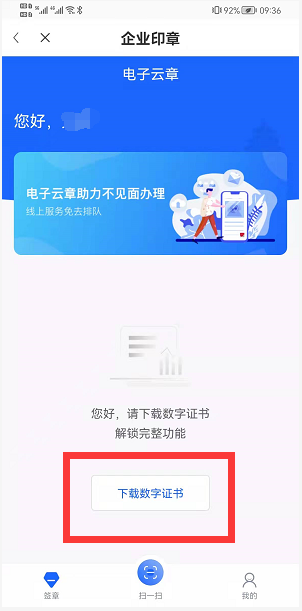 92% 09:36
企业印章
电子云章
您好，
电子云章助力不见面办理
线上服务免去排队
您好，请下载数字证书
解锁完整功能
下载数字证书
签章 扫一扫 我的